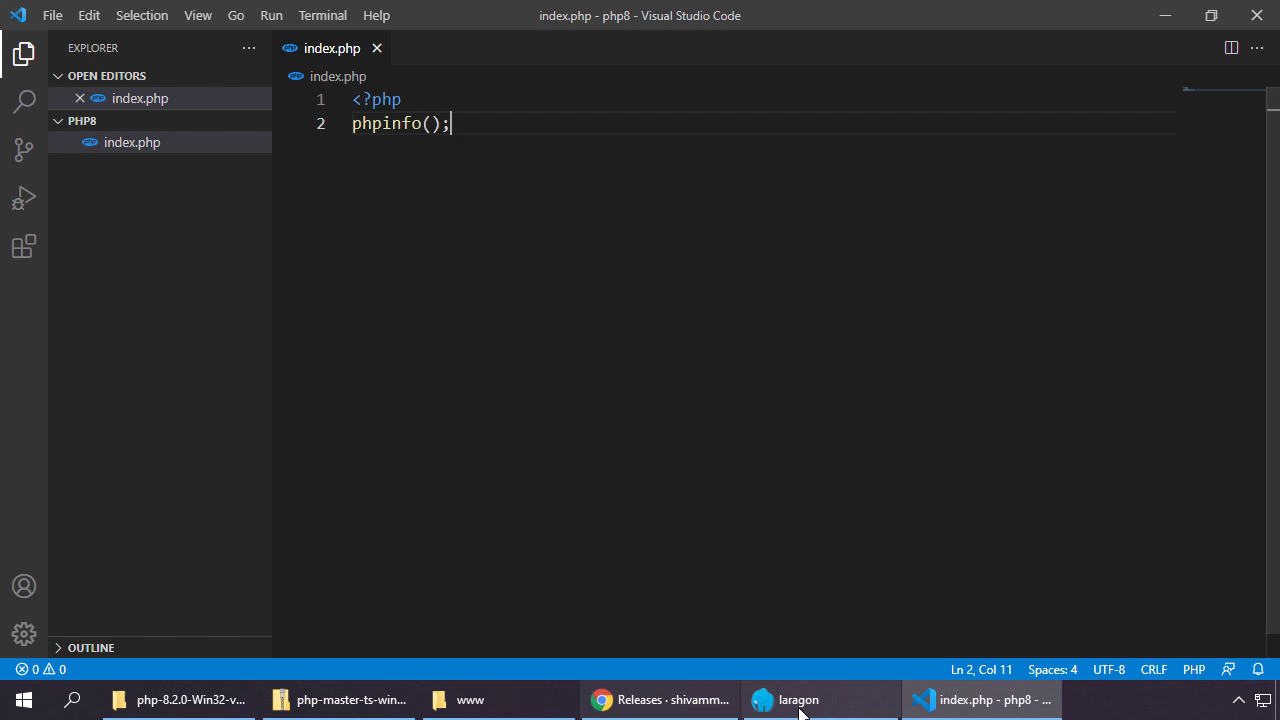 File Edit Selection View Go Run Terminal Help index.php - php8 - Visual Studio Code
EXPLORER
OPEN EDITORS
index.php
PHP8
index.php
OUTLINE
index.php
index.php
1 <?php
2 phpinfo();
0 0
Ln 2, Col 11 Spaces: 4 UTF-8 CRLF PHP
php-8.2.0-Win32-v... php-master-ts-win... www Releases · shivamm... laragon index.php - php8 - ...